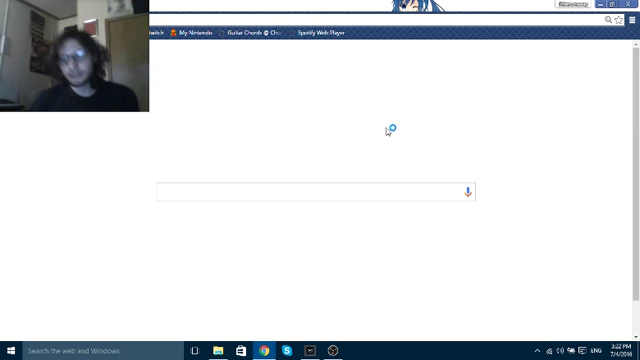 twitch
My Nintendo
Guitar Chords @ Cho
Spotify Web Player
Search the web and Windows
ENG
3:22 PM
7/4/2016